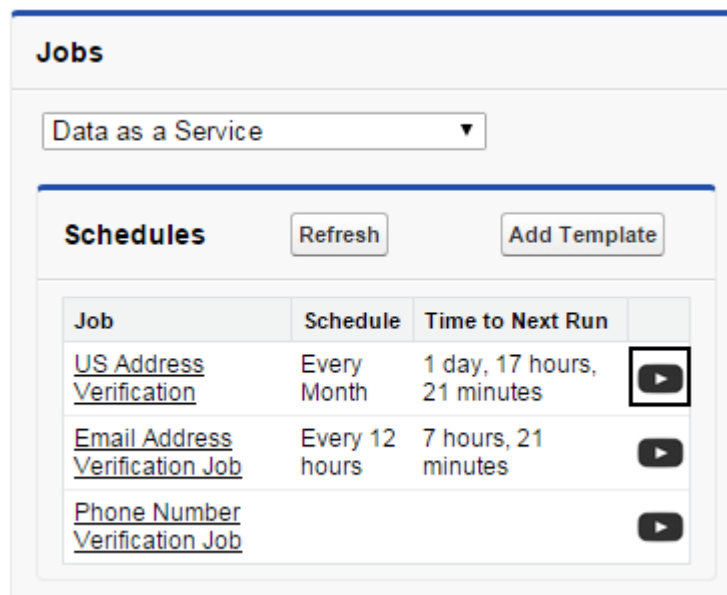 Jobs
Data as a Service
Schedules Refresh Add Template
Job Schedule Time to Next Run
US Address Every 1 day, 17 hours,
Verification Month 21 minutes
Email Address Every 12 7 hours, 21
Verification Job hours minutes
Phone Number
Verification Job